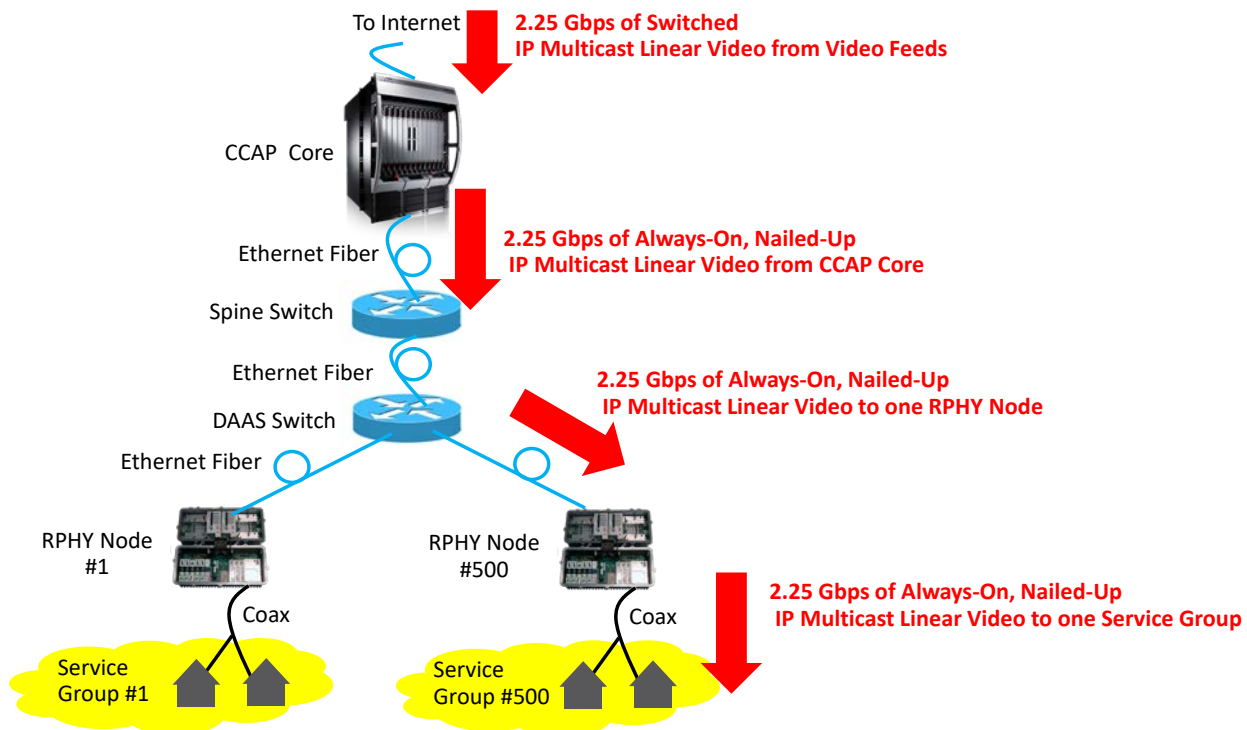 To Internet
2.25 Gbps of Switched
IP Multicast Linear Video from Video Feeds
CCAP Core
2.25 Gbps of Always-On, Nailed-Up
IP Multicast Linear Video from CCAP Core
Ethernet Fiber
Spine Switch
Ethernet Fiber
2.25 Gbps of Always-On, Nailed-Up
IP Multicast Linear Video to one RPHY Node
DAAS Switch
Ethernet Fiber
RPHY Node
#1
RPHY Node
#500
2.25 Gbps of Always-On, Nailed-Up
IP Multicast Linear Video to one Service Group
Coax
Coax
Service
Group #1
Service
Group #500